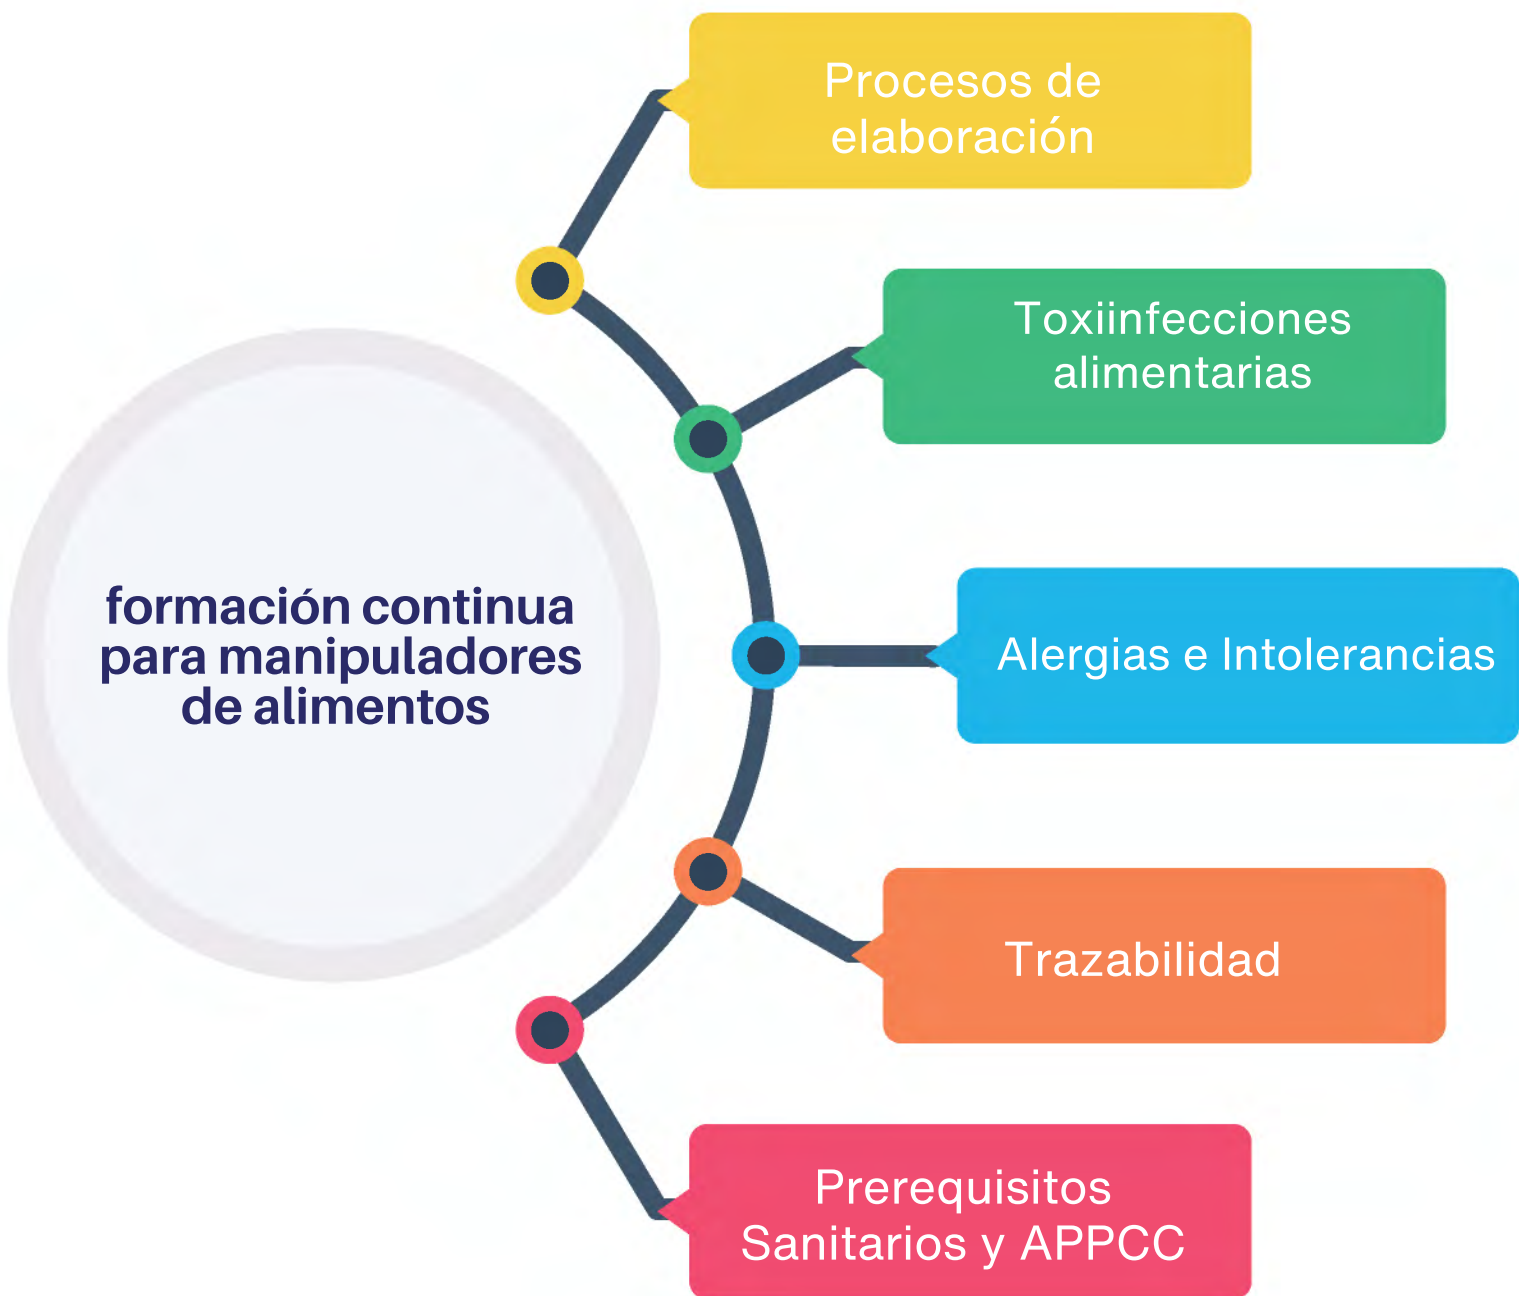 Procesos de
elaboración
Toxiinfecciones
alimentarias
formación continua
para manipuladores
de alimentos
Alergias e Intolerancias
Trazabilidad
Prerequisitos
Sanitarios y APPCC